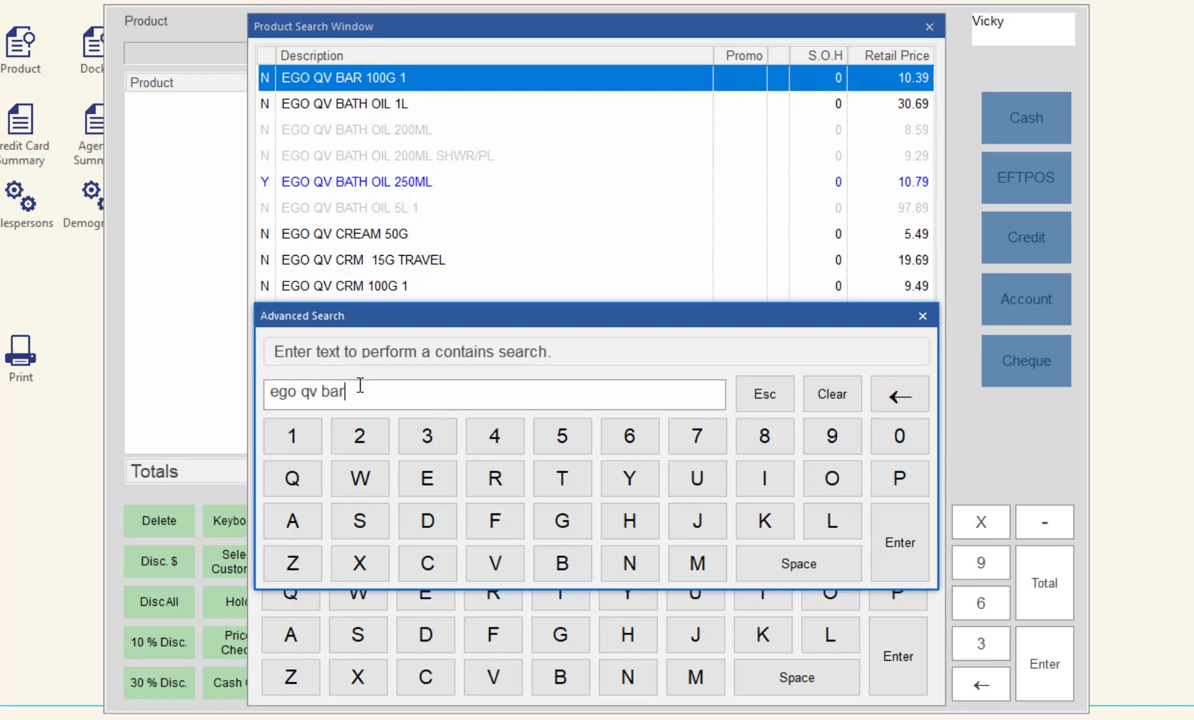 Product
Dock
redit Card
Summary
Agen
Summ
lespersons
Demogra
Print
Product
Product
Totals
Delete
Keybo
Disc. $
Sele
Custom
DiscAll
Hold
10 % Disc.
Price
Chec
30 % Disc.
Cash
Product Search Window
Description Promo S.O.H Retail Price
N EGO QV BAR 100G 1 0 10.39
N EGO QV BATH OIL 1L 0 30.69
N EGO QV BATH OIL 200ML 0 8.59
N EGO QV BATH OIL 200ML SHWR/PL 0 9.29
Y EGO QV BATH OIL 250ML 0 10.79
N EGO QV BATH OIL 5L 1 0 97.89
N EGO QV CREAM 50G 0 5.49
N EGO QV CRM 15G TRAVEL 0 19.69
N EGO QV CRM 100G 1 0 9.49
Advanced Search
Enter text to perform a contains search.
ego qv bar
Esc Clear ←
1 2 3 4 5 6 7 8 9 0
Q W E R T Y U I O P
A S D F G H J K L
Enter
Z X C V B N M Space
Q W E R T Y U I O P
A S D F G H J K L
Enter
Z X C V B N M Space
Vicky
Cash
EFTPOS
Credit
Account
Cheque
X -
9
Total
6
3
Enter
←